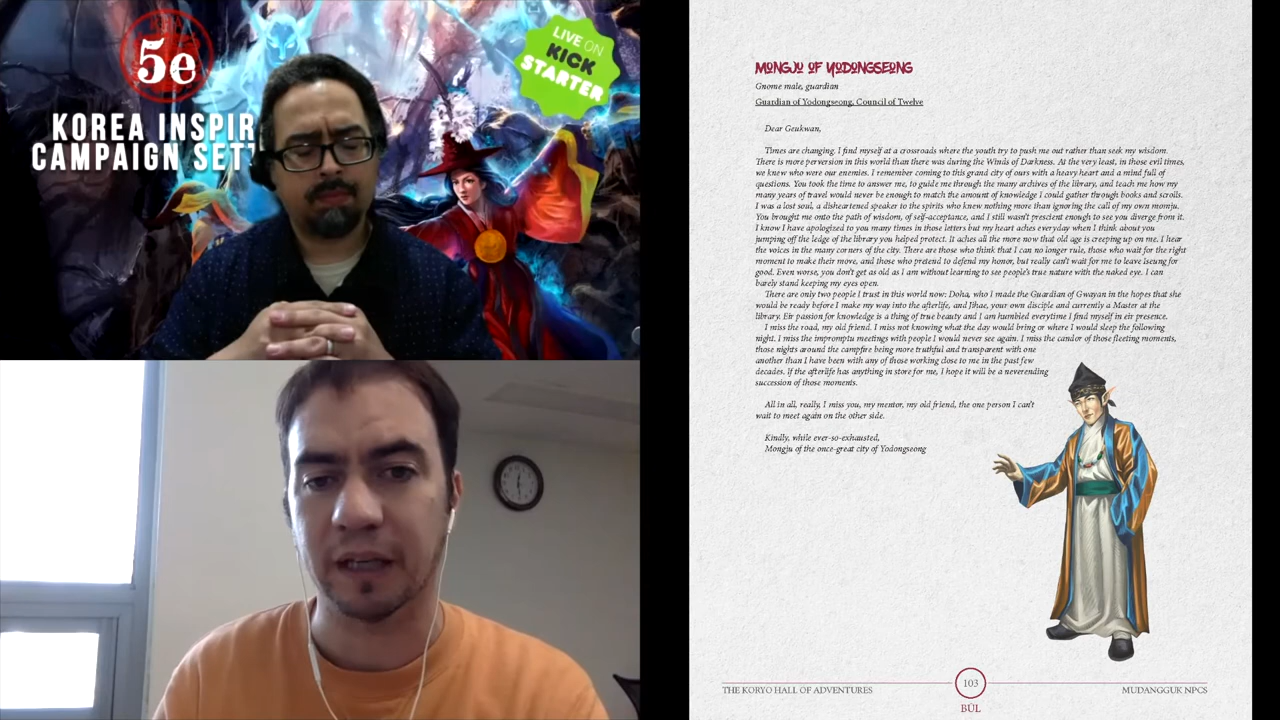 5e
KOREA INSPIR
CAMPAIGN SETT
LIVE ON
KICK
STARTER
MONGJU OF YODONGSEONG
Gnome male, guardian
Guardian of Yodongseong, Council of Twelve
Dear Geukwan,
Times are changing. I find myself at a crossroads where the youth try to push me out rather than seek my wisdom.
There is more perversion in this world than there was during the Winds of Darkness. At the very least, in those evil times,
we knew who were our enemies. I remember coming to this grand city of ours with a heavy heart and a mind full of
questions. You took the time to answer me, to guide me through the many archives of the library, and teach me how my
many years of travel would never be enough to match the amount of knowledge I could gather through books and scrolls.
I was a lost soul, a disheartened speaker to the spirits who knew nothing more than ignoring the call of my own momju.
You brought me onto the path of wisdom, of self-acceptance, and I still wasn't prescient enough to see you diverge from it.
I know I have apologized to you many times in those letters but my heart aches everyday when I think about you
jumping off the ledge of the library you helped protect. It aches all the more now that old age is creeping up on me. I hear
the voices in the many corners of the city. There are those who think that I can no longer rule, those who wait for the right
moment to make their move, and those who pretend to defend my honor, but really can't wait for me to leave iseung for
good. Even worse, you don't get as old as I am without learning to see people's true nature with the naked eye. I can
barely stand keeping my eyes open.
There are only two people I trust in this world now: Doha, who I made the Guardian of Gwayan in the hopes that she
would be ready before I make my way into the afterlife, and Jihae, your own disciple and currently a Master at the
library. Eir passion for knowledge is a thing of true beauty and I am humbled everytime I find myself in eir presence.
I miss the road, my old friend. I miss not knowing what the day would bring or where I would sleep the following
night. I miss the impromptu meetings with people I would never see again. I miss the candor of those fleeting moments,
those nights around the campfire being more truthful and transparent with one
another than I have been with any of those working close to me in the past few
decades. If the afterlife has anything in store for me, I hope it will be a neverending
succession of those moments.
All in all, really, I miss you, my mentor, my old friend, the one person I can't
wait to meet again on the other side.
Kindly, while ever-so-exhausted,
Mongju of the once-great city of Yodongseong
THE KORYO HALL OF ADVENTURES
103
BÚL
MUDANGGUK NPCS